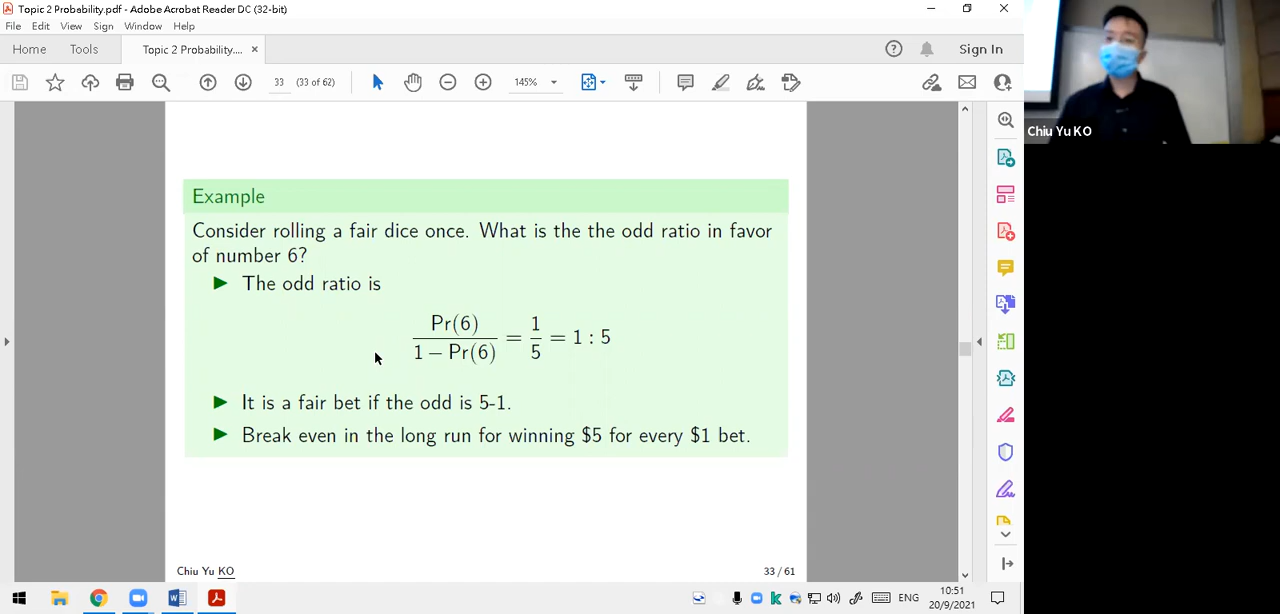 Topic 2 Probability.pdf - Adobe Acrobat Reader DC (32-bit)
File Edit View Sign Window Help
Home Tools Topic 2 Probability.... × Sign In
33 (33 of 62) 145%
Chiu Yu KO
Example
Consider rolling a fair dice once. What is the the odd ratio in favor
of number 6?
The odd ratio is
Pr(6) / 1 − Pr(6) = 1 / 5 = 1 : 5
It is a fair bet if the odd is 5-1.
Break even in the long run for winning $5 for every $1 bet.
Chiu Yu KO 33 / 61
ENG 10:51
20/9/2021